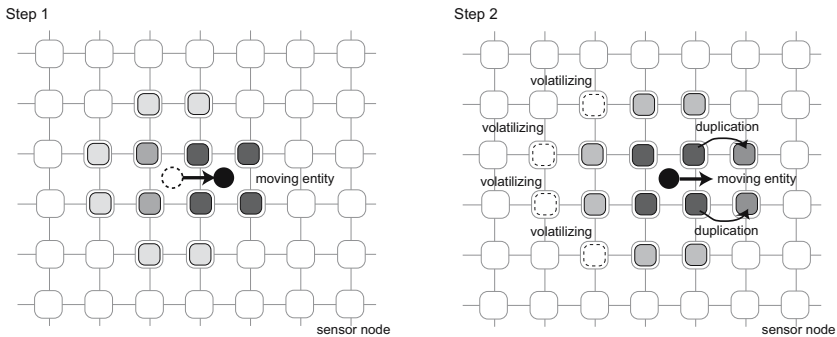 Step 1
moving entity
sensor node
Step 2
volatilizing
volatilizing
duplication
moving entity
volatilizing
volatilizing
duplication
sensor node